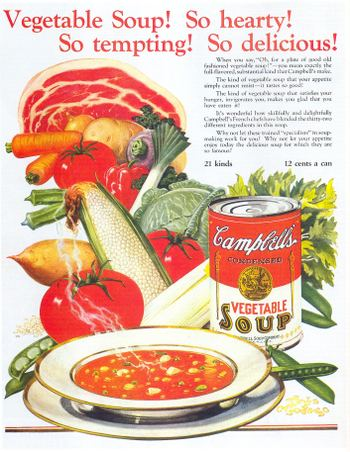 Vegetable Soup! So hearty!
So tempting! So delicious!
When you say, "Oh, for a plate of good old
fashioned vegetable soup!"—you mean exactly the
full-flavored, substantial kind that Campbell's make.
The kind of vegetable soup that your appetite
simply cannot resist—it tastes so good!
The kind of vegetable soup that satisfies your
hunger, invigorates you, makes you glad that you
have eaten it!
It's wonderful how skilfully and delightfully
Campbell's French chefs have blended the thirty-two
different ingredients in this soup.
Why not let these trained "specialists" in soup-
making work for you? Why not let your appetite
enjoy today the delicious soup for which they are
so famous?
21 kinds 12 cents a can
Campbell's
CONDENSED
VEGETABLE
SOUP